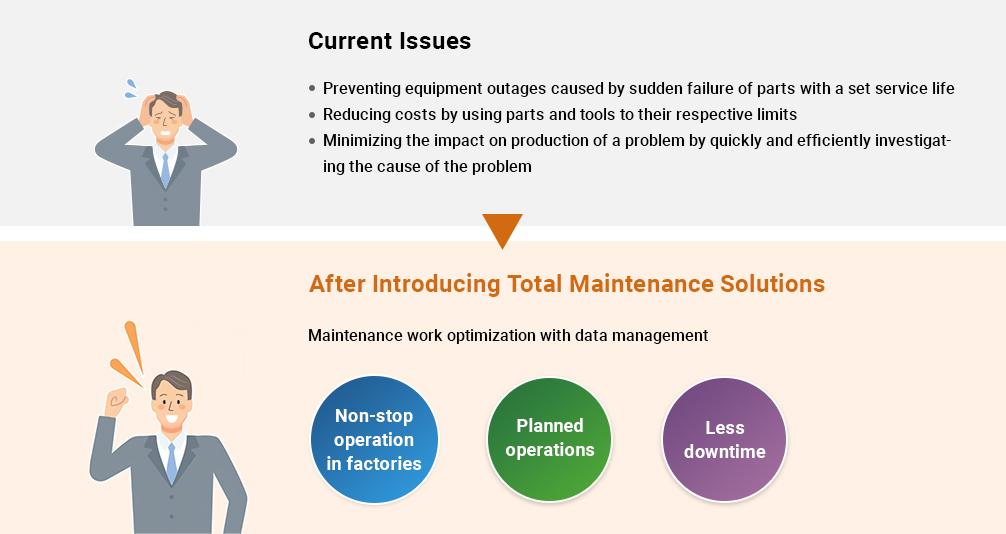 Current Issues
Preventing equipment outages caused by sudden failure of parts with a set service life
Reducing costs by using parts and tools to their respective limits
Minimizing the impact on production of a problem by quickly and efficiently investigat-
ing the cause of the problem
After Introducing Total Maintenance Solutions
Maintenance work optimization with data management
Non-stop
operation
in factories
Planned
operations
Less
downtime